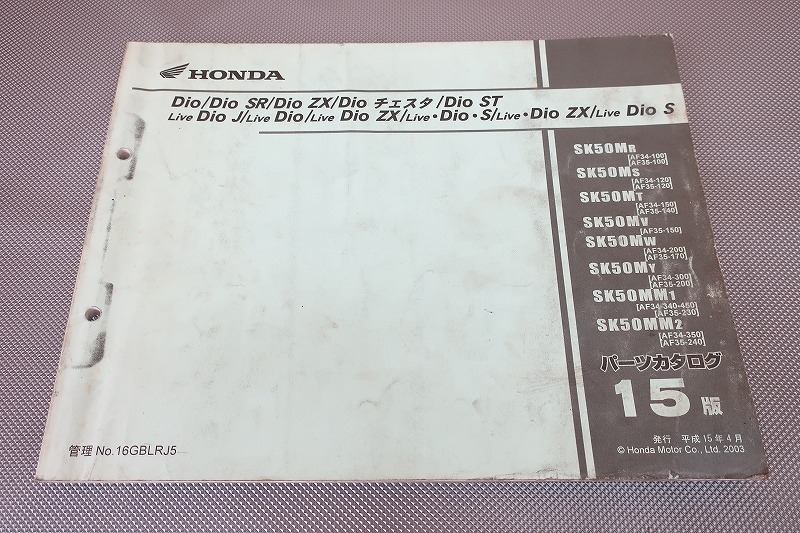 HONDA
Dio/Dio SR/Dio ZX/Dio チェスタ/Dio ST
Live Dio J/Live Dio/Live Dio ZX/Live・Dio・S/Live・Dio ZX/Live Dio S
SK50MR
[AF34-100]
[AF35-100]
SK50MS
[AF34-120]
[AF35-120]
SK50MT
[AF34-150]
[AF35-140]
SK50MV
[AF35-150]
SK50MW
[AF34-200]
[AF35-170]
SK50MY
[AF34-300]
[AF35-200]
SK50MM1
[AF34-340・450]
[AF35-230]
SK50MM2
[AF34-350]
[AF35-240]
パーツカタログ
15版
発行 平成15年4月
© Honda Motor Co., Ltd. 2003
管理 No.16GBLRJ5